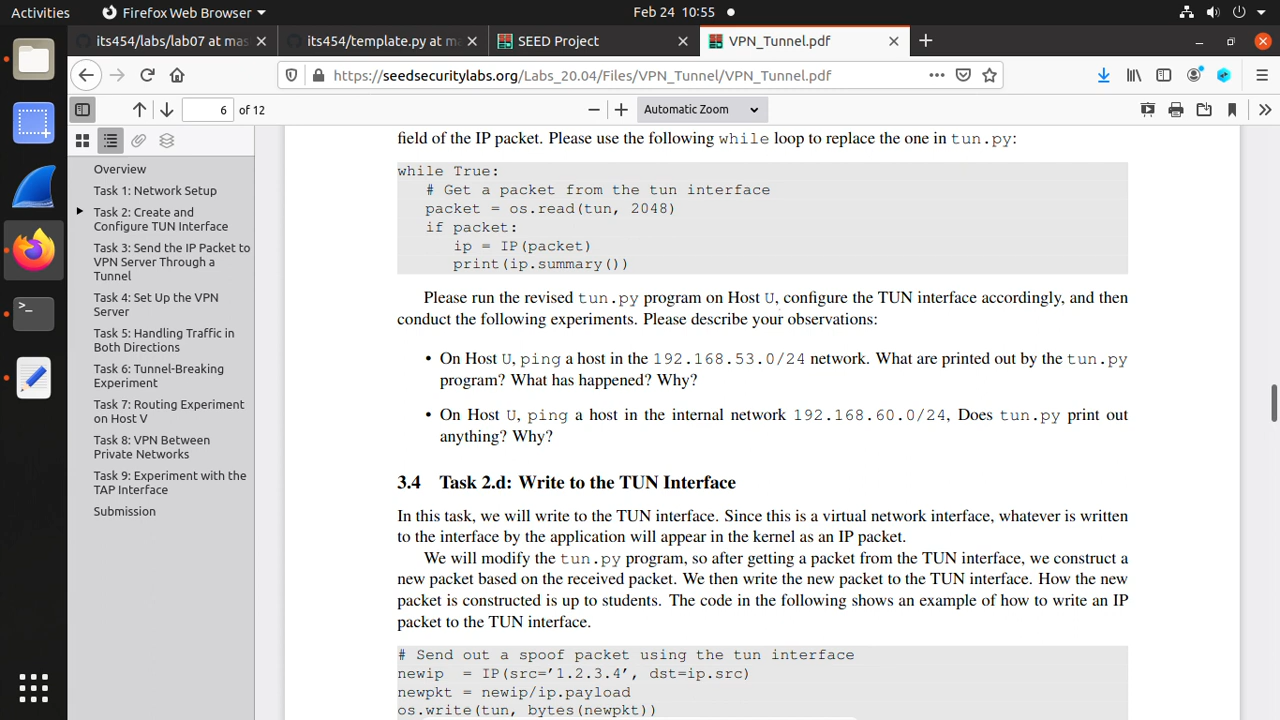 Activities
Firefox Web Browser
Feb 24 10:55
its454/labs/lab07 at mas
its454/template.py at ma
SEED Project
VPN_Tunnel.pdf
https://seedsecuritylabs.org/Labs_20.04/Files/VPN_Tunnel/VPN_Tunnel.pdf
6 of 12
Automatic Zoom
Overview
Task 1: Network Setup
Task 2: Create and
Configure TUN Interface
Task 3: Send the IP Packet to
VPN Server Through a
Tunnel
Task 4: Set Up the VPN
Server
Task 5: Handling Traffic in
Both Directions
Task 6: Tunnel-Breaking
Experiment
Task 7: Routing Experiment
on Host V
Task 8: VPN Between
Private Networks
Task 9: Experiment with the
TAP Interface
Submission
field of the IP packet. Please use the following while loop to replace the one in tun.py:
while True:
# Get a packet from the tun interface
packet = os.read(tun, 2048)
if packet:
ip = IP(packet)
print(ip.summary())
Please run the revised tun.py program on Host U, configure the TUN interface accordingly, and then
conduct the following experiments. Please describe your observations:
• On Host U, ping a host in the 192.168.53.0/24 network. What are printed out by the tun.py
program? What has happened? Why?
• On Host U, ping a host in the internal network 192.168.60.0/24, Does tun.py print out
anything? Why?
3.4 Task 2.d: Write to the TUN Interface
In this task, we will write to the TUN interface. Since this is a virtual network interface, whatever is written
to the interface by the application will appear in the kernel as an IP packet.
We will modify the tun.py program, so after getting a packet from the TUN interface, we construct a
new packet based on the received packet. We then write the new packet to the TUN interface. How the new
packet is constructed is up to students. The code in the following shows an example of how to write an IP
packet to the TUN interface.
# Send out a spoof packet using the tun interface
newip = IP(src=’1.2.3.4’, dst=ip.src)
newpkt = newip/ip.payload
os.write(tun, bytes(newpkt))